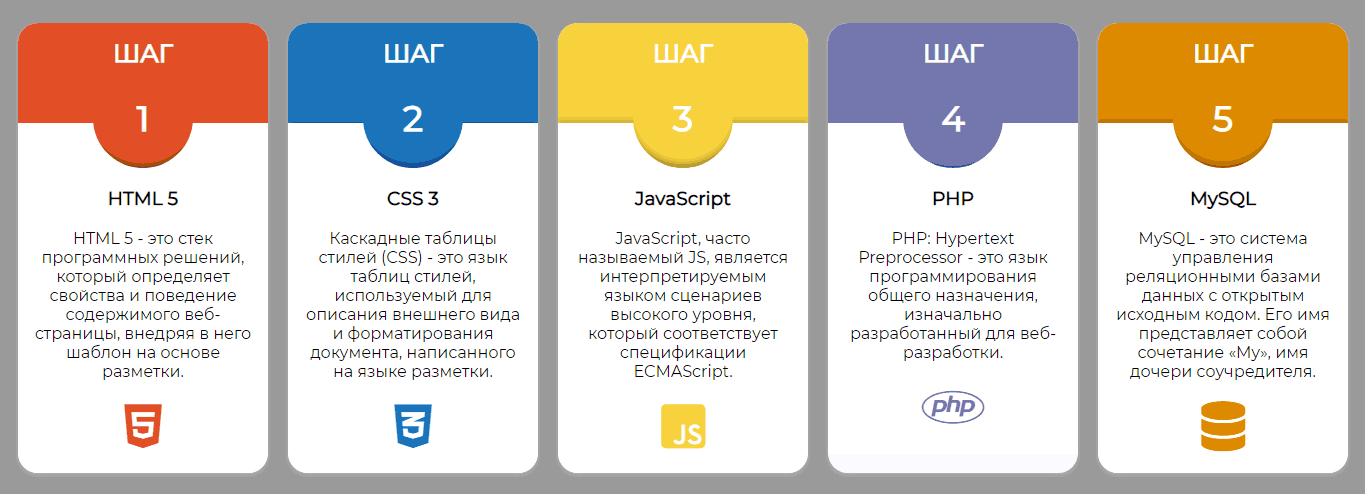 ШАГ
1
HTML 5
HTML 5 - это стек
программных решений,
который определяет
свойства и поведение
содержимого веб-
страницы, внедряя в него
шаблон на основе
разметки.
5
ШАГ
2
CSS 3
Каскадные таблицы
стилей (CSS) - это язык
таблиц стилей,
используемый для
описания внешнего вида
и форматирования
документа, написанного
на языке разметки.
3
ШАГ
3
JavaScript
JavaScript, часто
называемый JS, является
интерпретируемым
языком сценариев
высокого уровня,
который соответствует
спецификации
ECMAScript.
JS
ШАГ
4
PHP
PHP: Hypertext
Preprocessor - это язык
программирования
общего назначения,
изначально
разработанный для веб-
разработки.
php
ШАГ
5
MySQL
MySQL - это система
управления
реляционными базами
данных с открытым
исходным кодом. Его имя
представляет собой
сочетание «My», имя
дочери соучредителя.